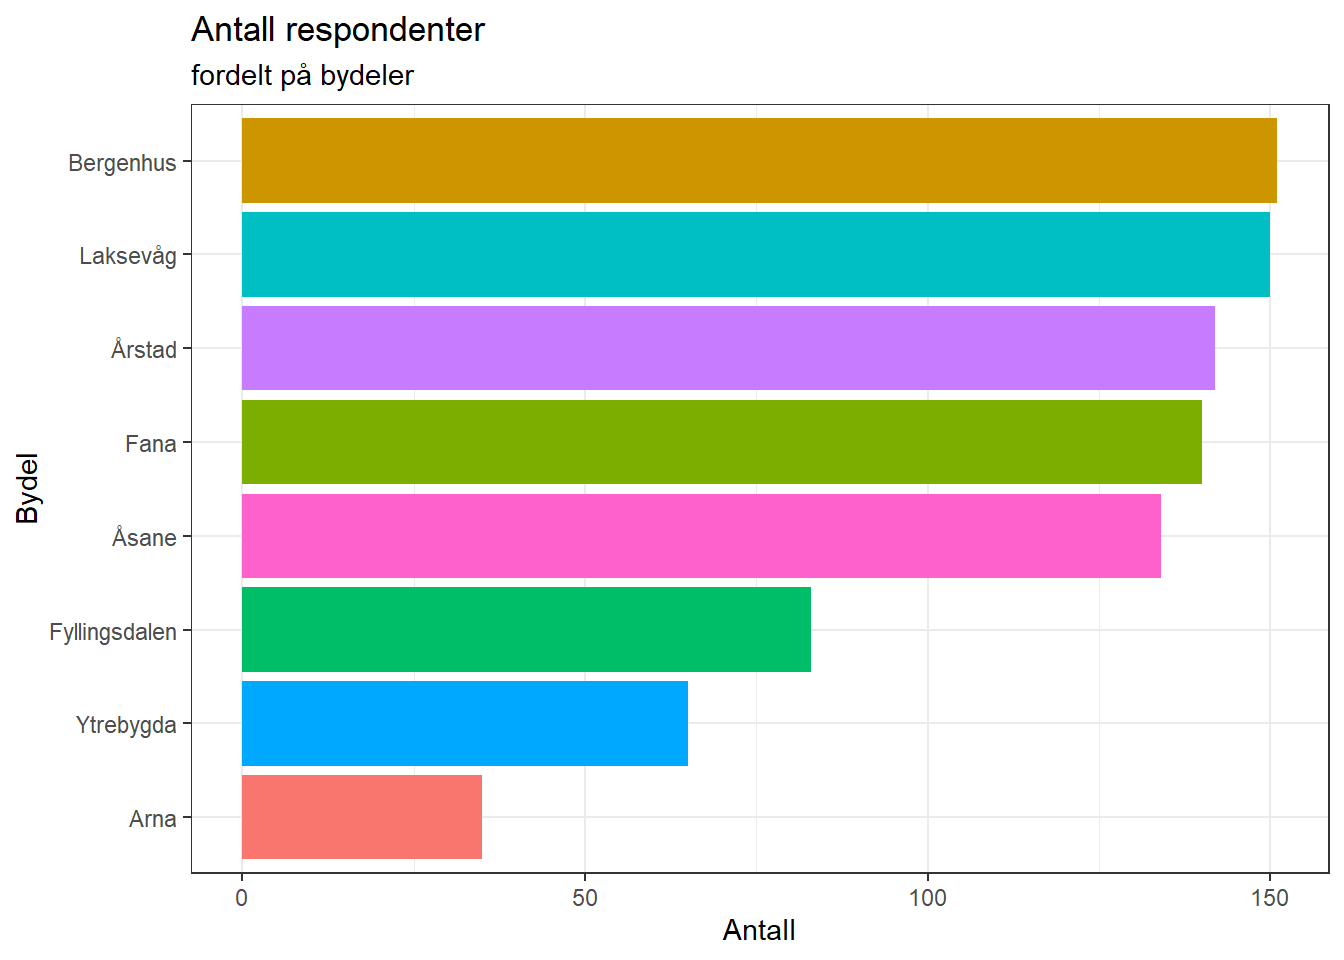 Antall respondenter
fordelt på bydeler
Bydel
Bergenhus
Laksevåg
Årstad
Fana
Åsane
Fyllingsdalen
Ytrebygda
Arna
0 50 100 150
Antall